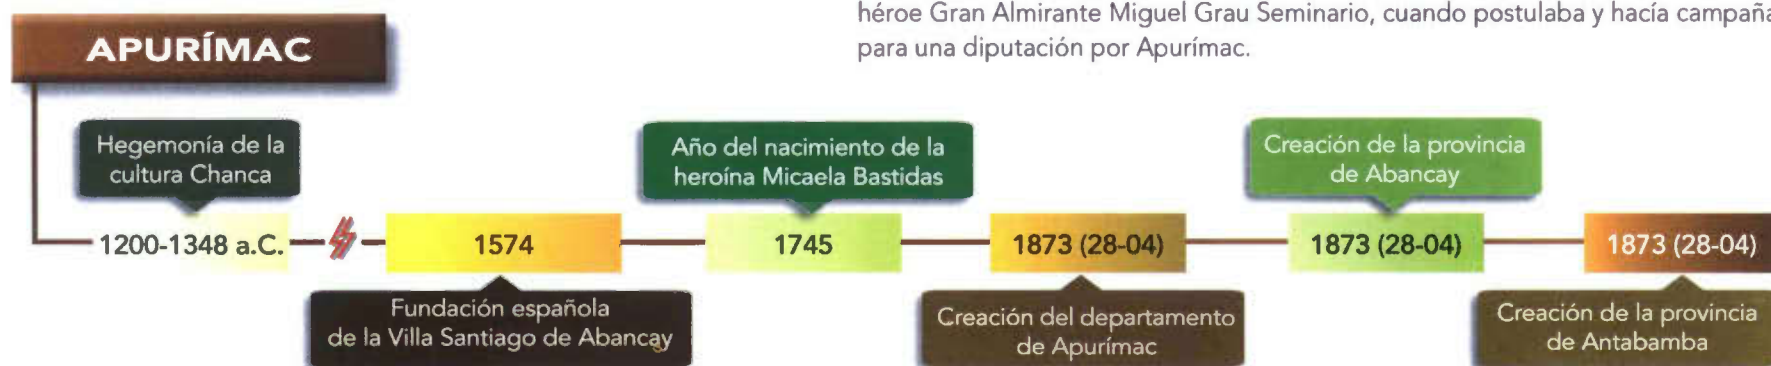 héroe Gran Almirante Miguel Grau Seminario, cuando postulaba y hacía campaña
para una diputación por Apurímac.
APURÍMAC
Hegemonía de la
cultura Chanca
1200-1348 a.C.
1574
Fundación española
de la Villa Santiago de Abancay
Año del nacimiento de la
heroína Micaela Bastidas
1745
1873 (28-04)
Creación del departamento
de Apurímac
Creación de la provincia
de Abancay
1873 (28-04)
1873 (28-04)
Creación de la provincia
de Antabamba